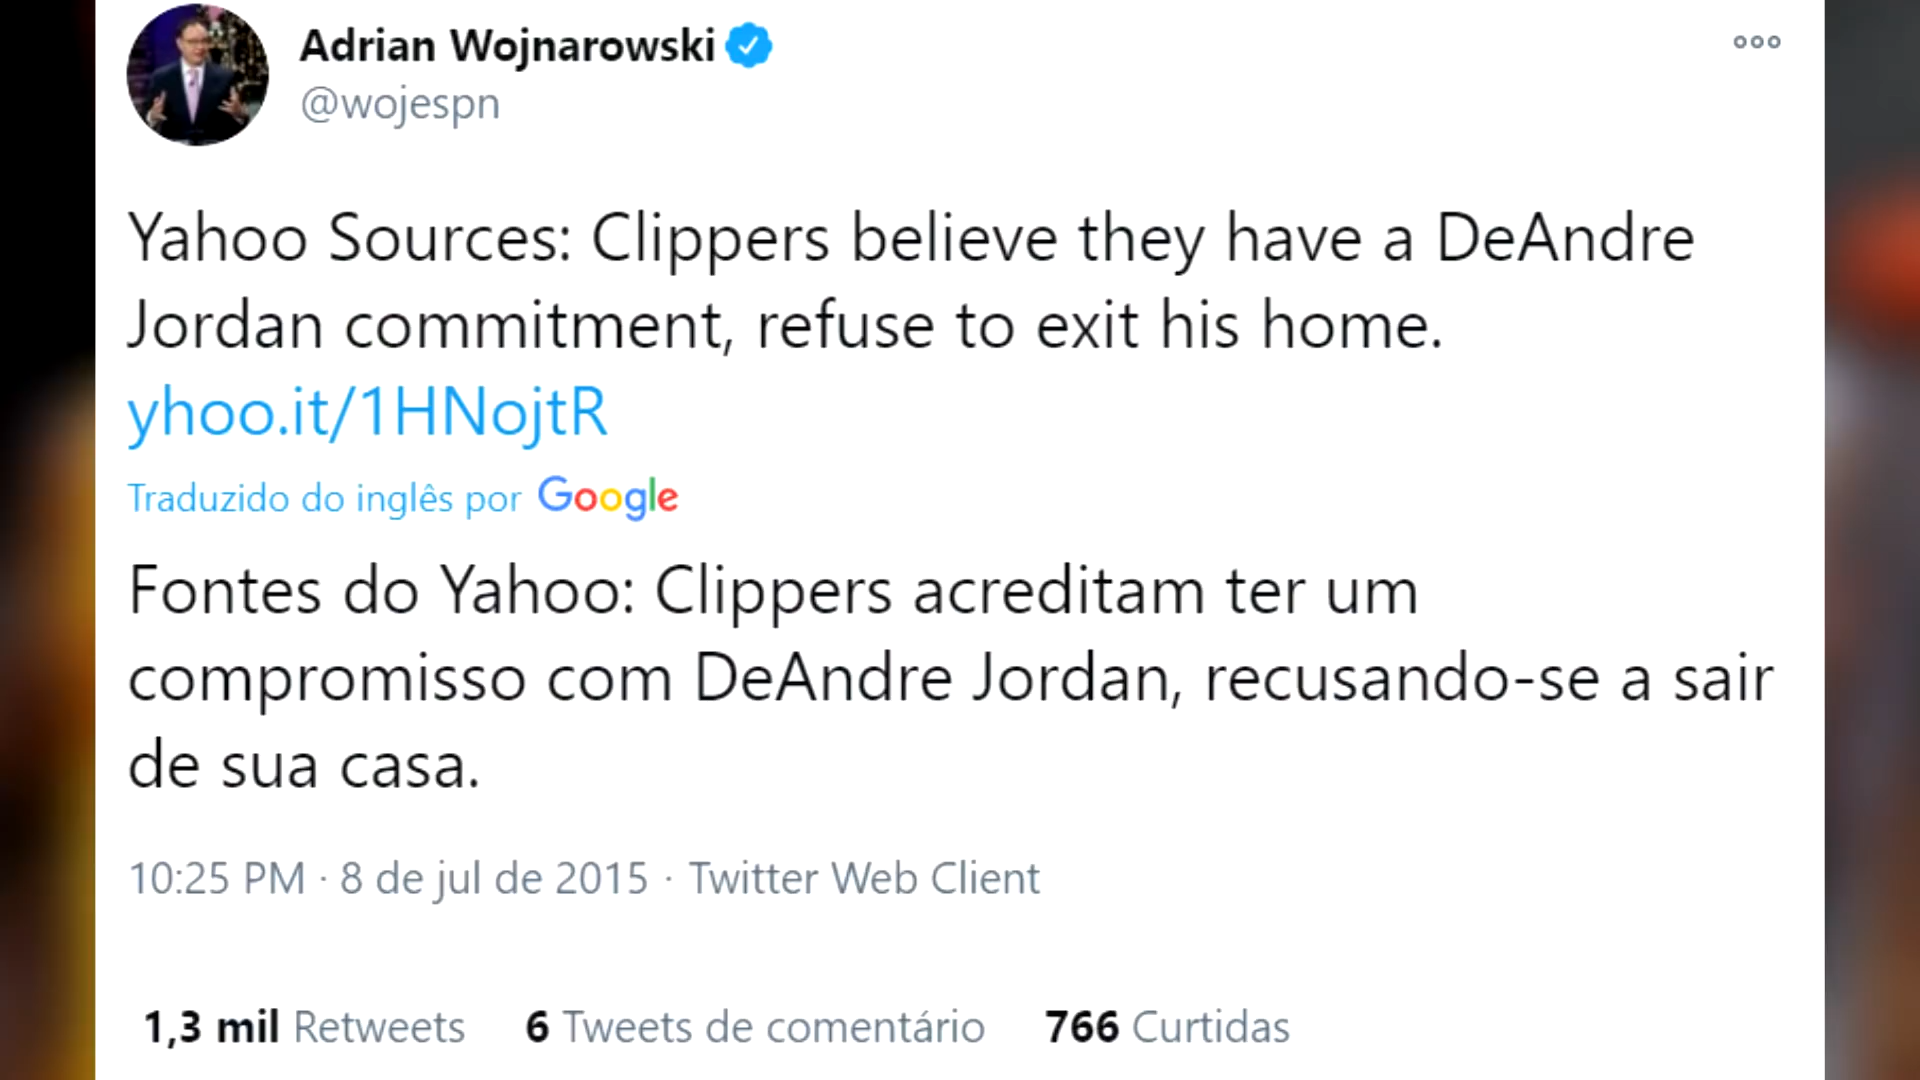 Adrian Wojnarowski
@wojespn
Yahoo Sources: Clippers believe they have a DeAndre
Jordan commitment, refuse to exit his home.
yhoo.it/1HNojtR
Traduzido do inglês por Google
Fontes do Yahoo: Clippers acreditam ter um
compromisso com DeAndre Jordan, recusando-se a sair
de sua casa.
10:25 PM · 8 de jul de 2015 · Twitter Web Client
1,3 mil Retweets 6 Tweets de comentário 766 Curtidas